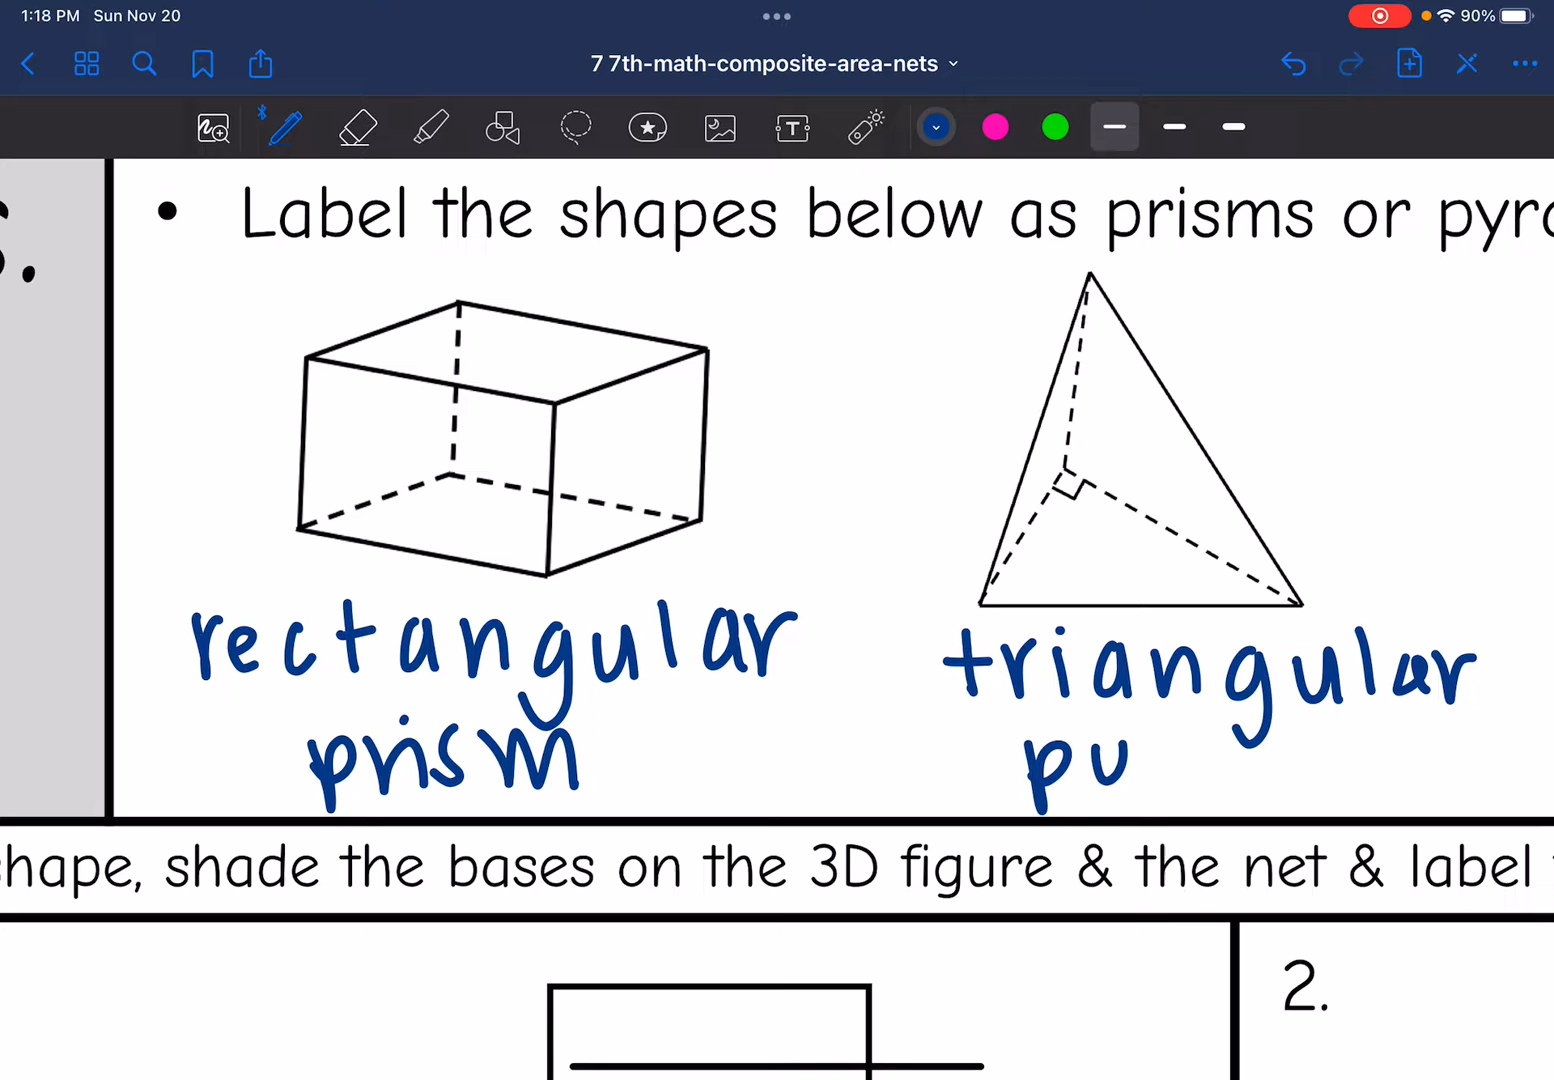 1:18 PM Sun Nov 20
90%
7 7th-math-composite-area-nets
T
s.
• Label the shapes below as prisms or pyra
rectangular
prism
triangular
pu
hape, shade the bases on the 3D figure & the net & label
2.